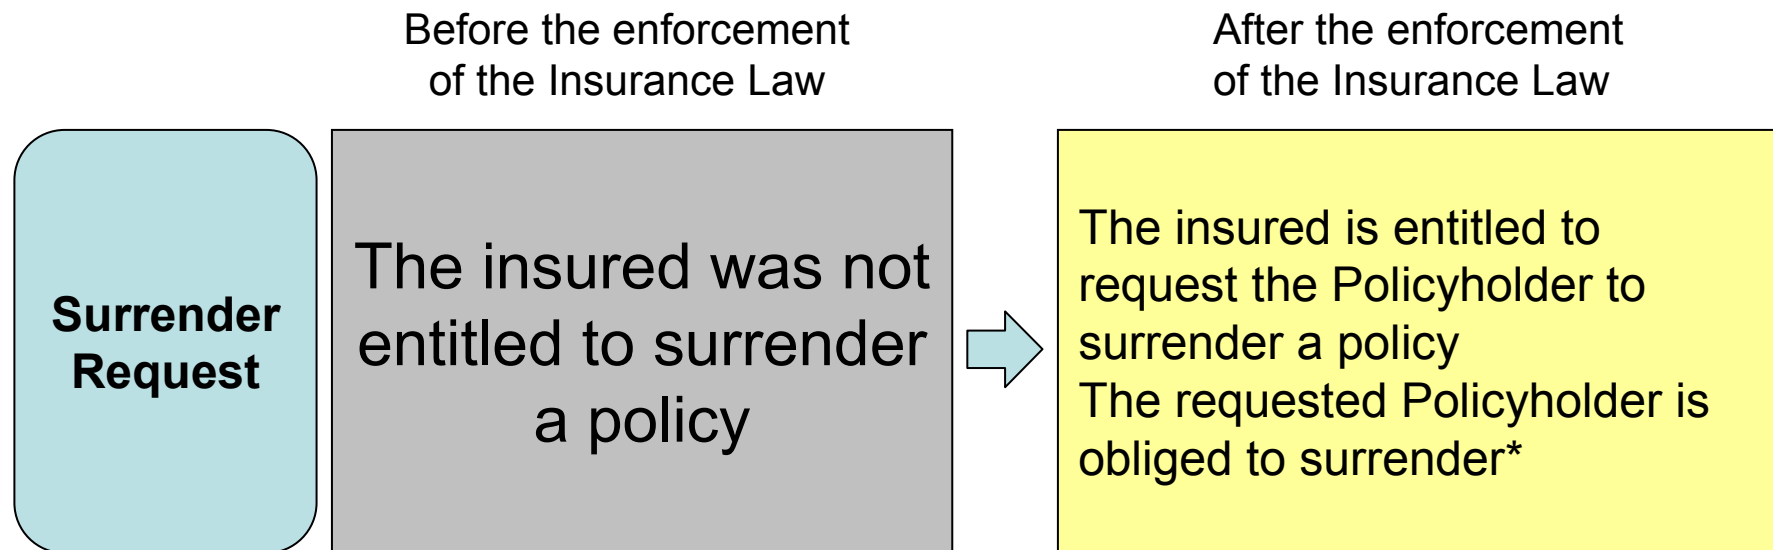 Before the enforcement
of the Insurance Law
After the enforcement
of the Insurance Law
Surrender
Request
The insured was not
entitled to surrender
a policy
The insured is entitled to
request the Policyholder to
surrender a policy
The requested Policyholder is
obliged to surrender*